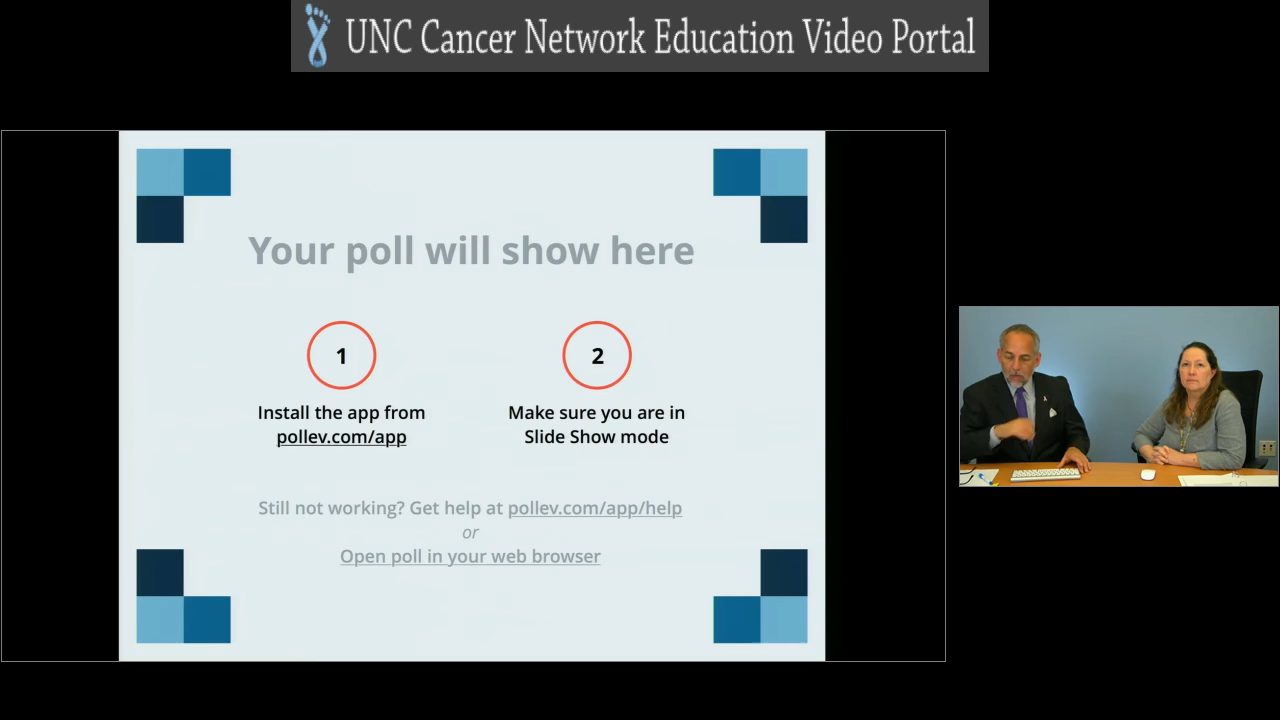 UNC Cancer Network Education Video Portal
Your poll will show here
1
2
Install the app from
pollev.com/app
Make sure you are in
Slide Show mode
Still not working? Get help at pollev.com/app/help
or
Open poll in your web browser